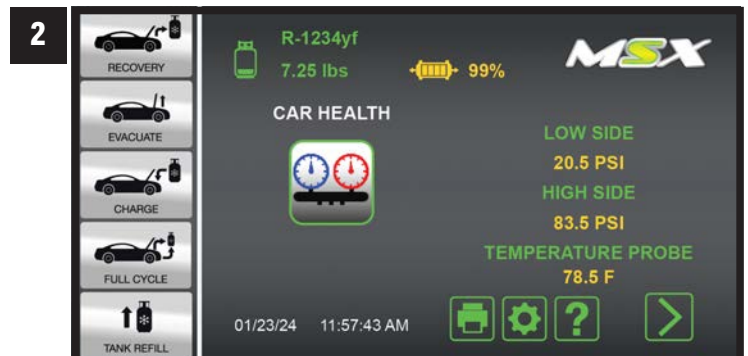 2
RECOVERY
EVACUATE
CHARGE
FULL CYCLE
TANK REFILL
R-1234yf
7.25 lbs
99%
MSX
CAR HEALTH
LOW SIDE
20.5 PSI
HIGH SIDE
83.5 PSI
TEMPERATURE PROBE
78.5 F
01/23/24 11:57:43 AM
?